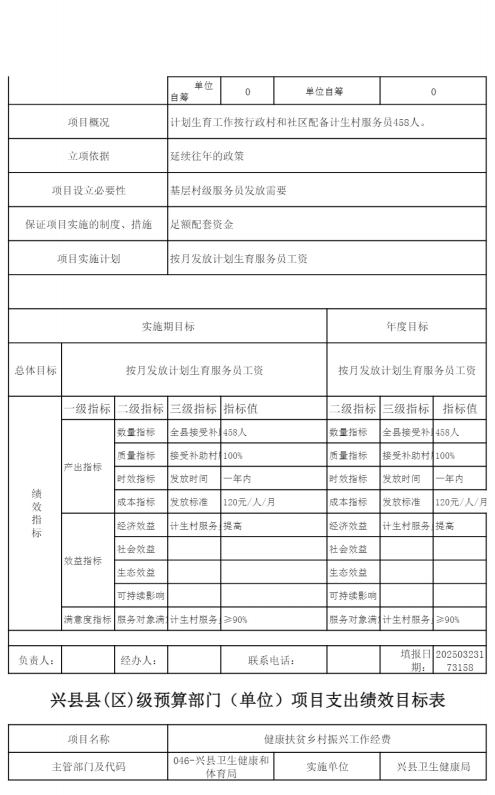 单位自筹 0 单位自筹 0
项目概况 计划生育工作按行政村和社区配备计生村服务员458人。
立项依据 延续往年的政策
项目设立必要性 基层村级服务员发放需要
保证项目实施的制度、措施 足额配套资金
项目实施计划 按月发放计划生育服务员工资
实施期目标 年度目标
总体目标 按月发放计划生育服务员工资 按月发放计划生育服务员工资
绩效指标 一级指标 二级指标 三级指标 指标值 二级指标 三级指标 指标值
产出指标 数量指标 全县接受补 458人 数量指标 全县接受补 458人
质量指标 接受补助村 100% 质量指标 接受补助村 100%
时效指标 发放时间 一年内 时效指标 发放时间 一年内
成本指标 发放标准 120元/人/月 成本指标 发放标准 120元/人/月
效益指标 经济效益 计生村服务 提高 经济效益 计生村服务 提高
社会效益 社会效益
生态效益 生态效益
可持续影响 可持续影响
满意度指标 服务对象满 计生村服务 ≥90% 服务对象满 计生村服务 ≥90%
负责人: 经办人: 联系电话: 填报日期: 20250323173158
兴县县(区)级预算部门（单位）项目支出绩效目标表
项目名称 健康扶贫乡村振兴工作经费
主管部门及代码 046-兴县卫生健康和体育局 实施单位 兴县卫生健康局